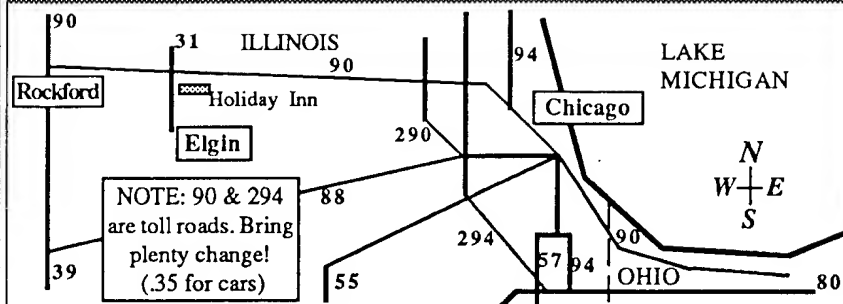 90
31
ILLINOIS
90
94
LAKE
MICHIGAN
Rockford
Holiday Inn
Chicago
Elgin
290
N
W E
S
NOTE: 90 & 294
are toll roads. Bring
plenty change!
(.35 for cars)
88
294
90
57
94
OHIO
39
55
80